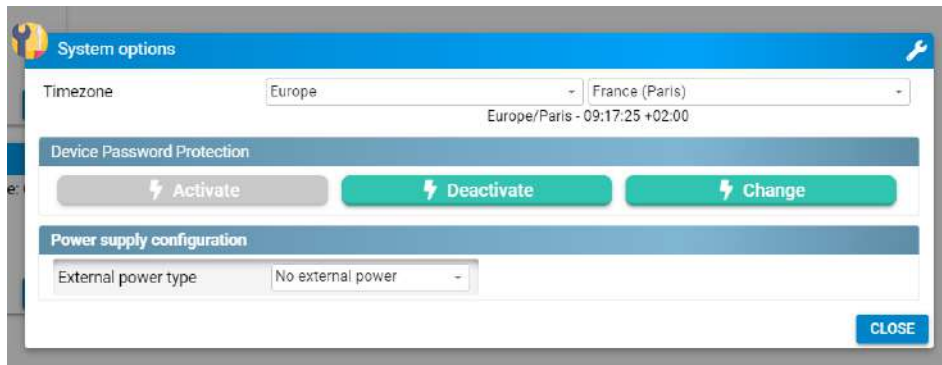 System options
Timezone Europe France (Paris)
Europe/Paris - 09:17:25 +02:00
Device Password Protection
e:
Activate Deactivate Change
Power supply configuration
External power type No external power
CLOSE